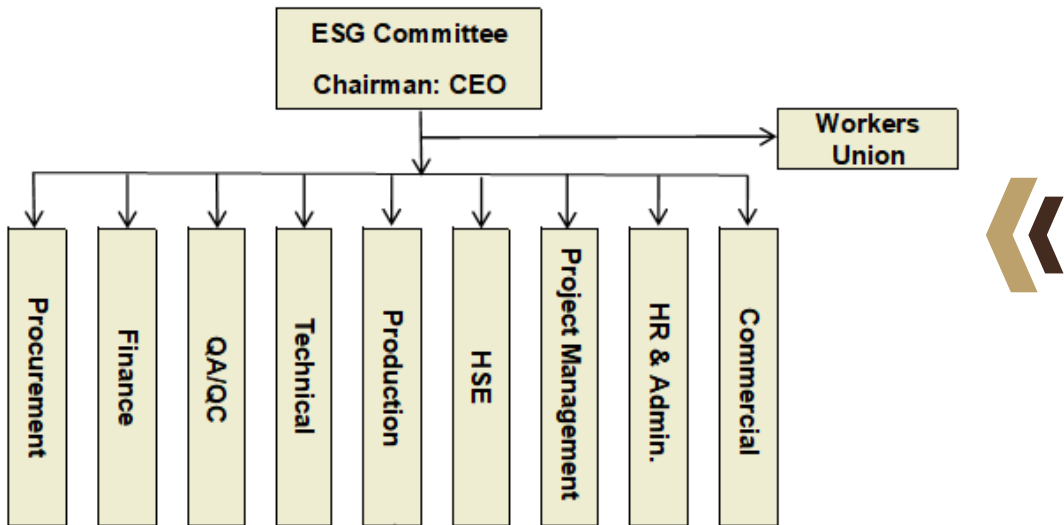 ESG Committee
Chairman: CEO
Workers
Union
Procurement
Finance
QA/QC
Technical
Production
HSE
Project Management
HR & Admin.
Commercial